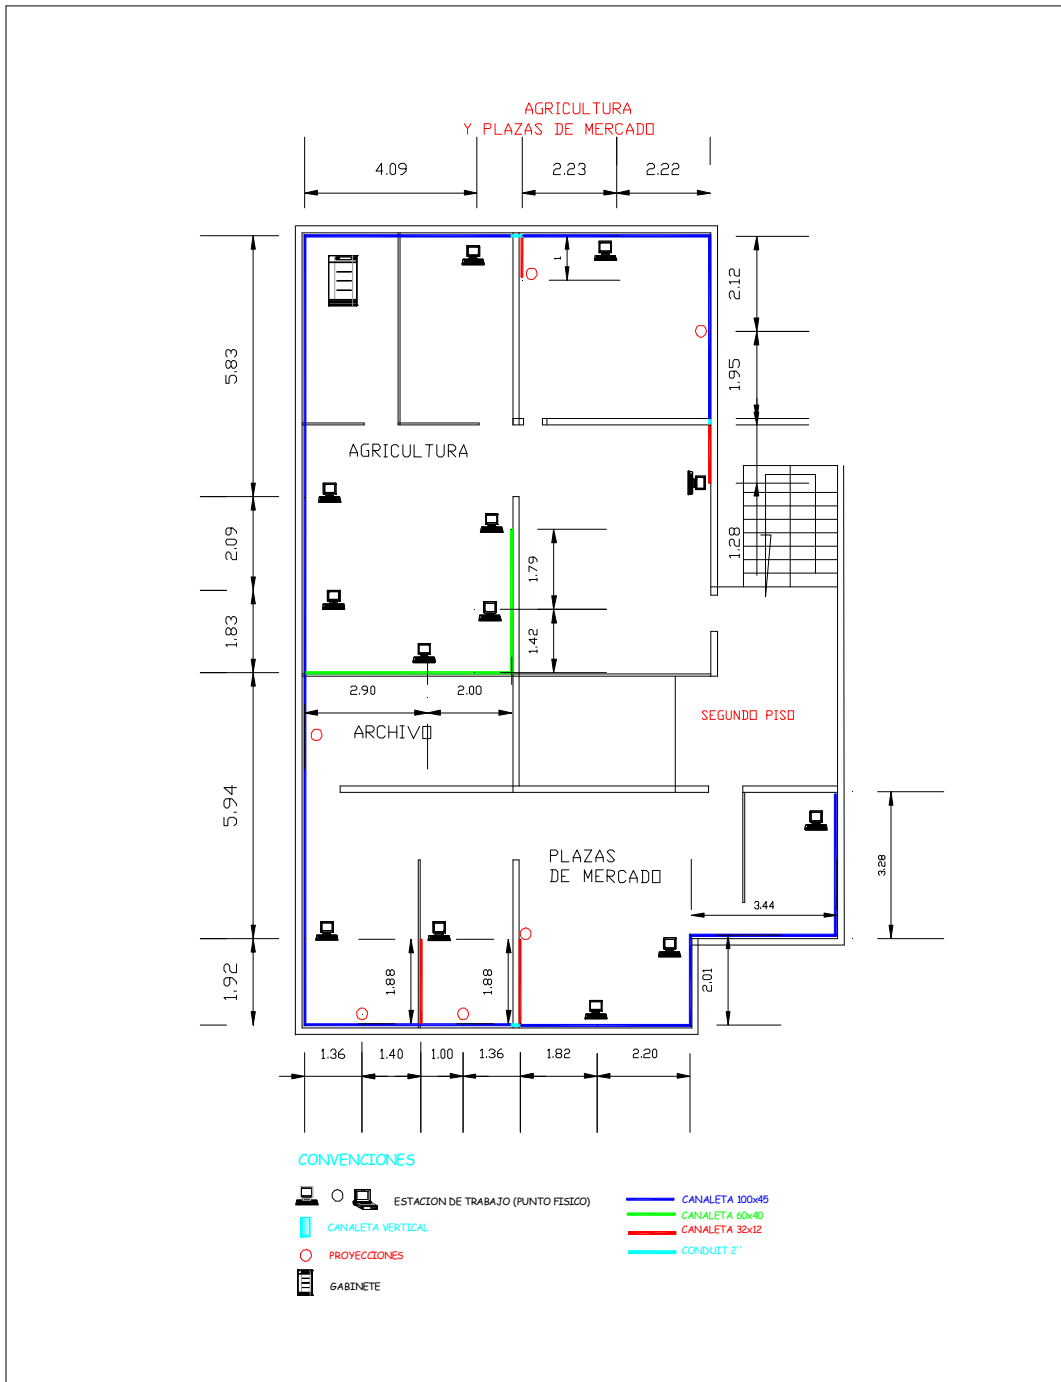 AGRICULTURA
Y PLAZAS DE MERCADO
4.09
2.23
2.22
1
2.12
5.83
1.95
AGRICULTURA
2.09
1.79
1.28
1.83
1.42
2.90
2.00
ARCHIVO
SEGUNDO PISO
5.94
PLAZAS
DE MERCADO
3.28
3.44
1.92
1.88
1.88
2.01
1.36
1.40
1.00
1.36
1.82
2.20
CONVENCIONES
ESTACION DE TRABAJO (PUNTO FISICO)
CANALETA VERTICAL
PROYECCIONES
GABINETE
CANALETA 100x45
CANALETA 60x40
CANALETA 32x12
CONDUIT 2''